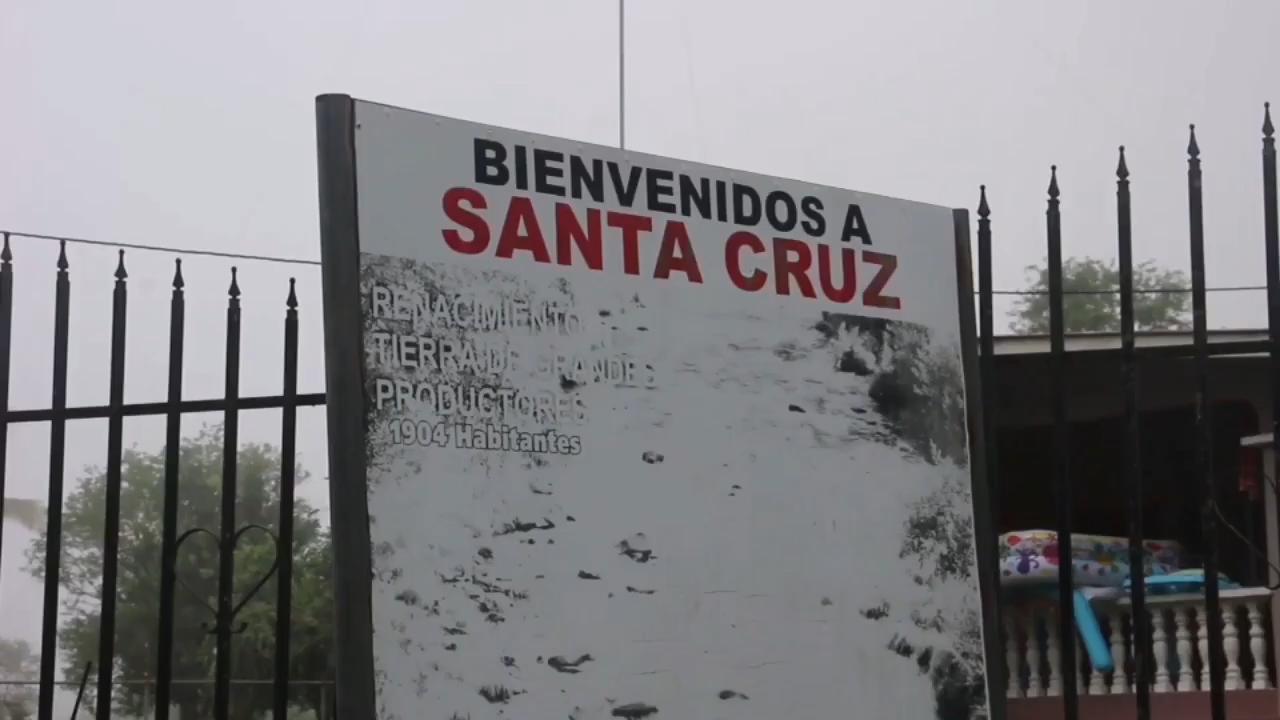 BIENVENIDOS A
SANTA CRUZ
RENACIMIENTO
TIERRA DE GRANDES
PRODUCTORES
1904 Habitantes